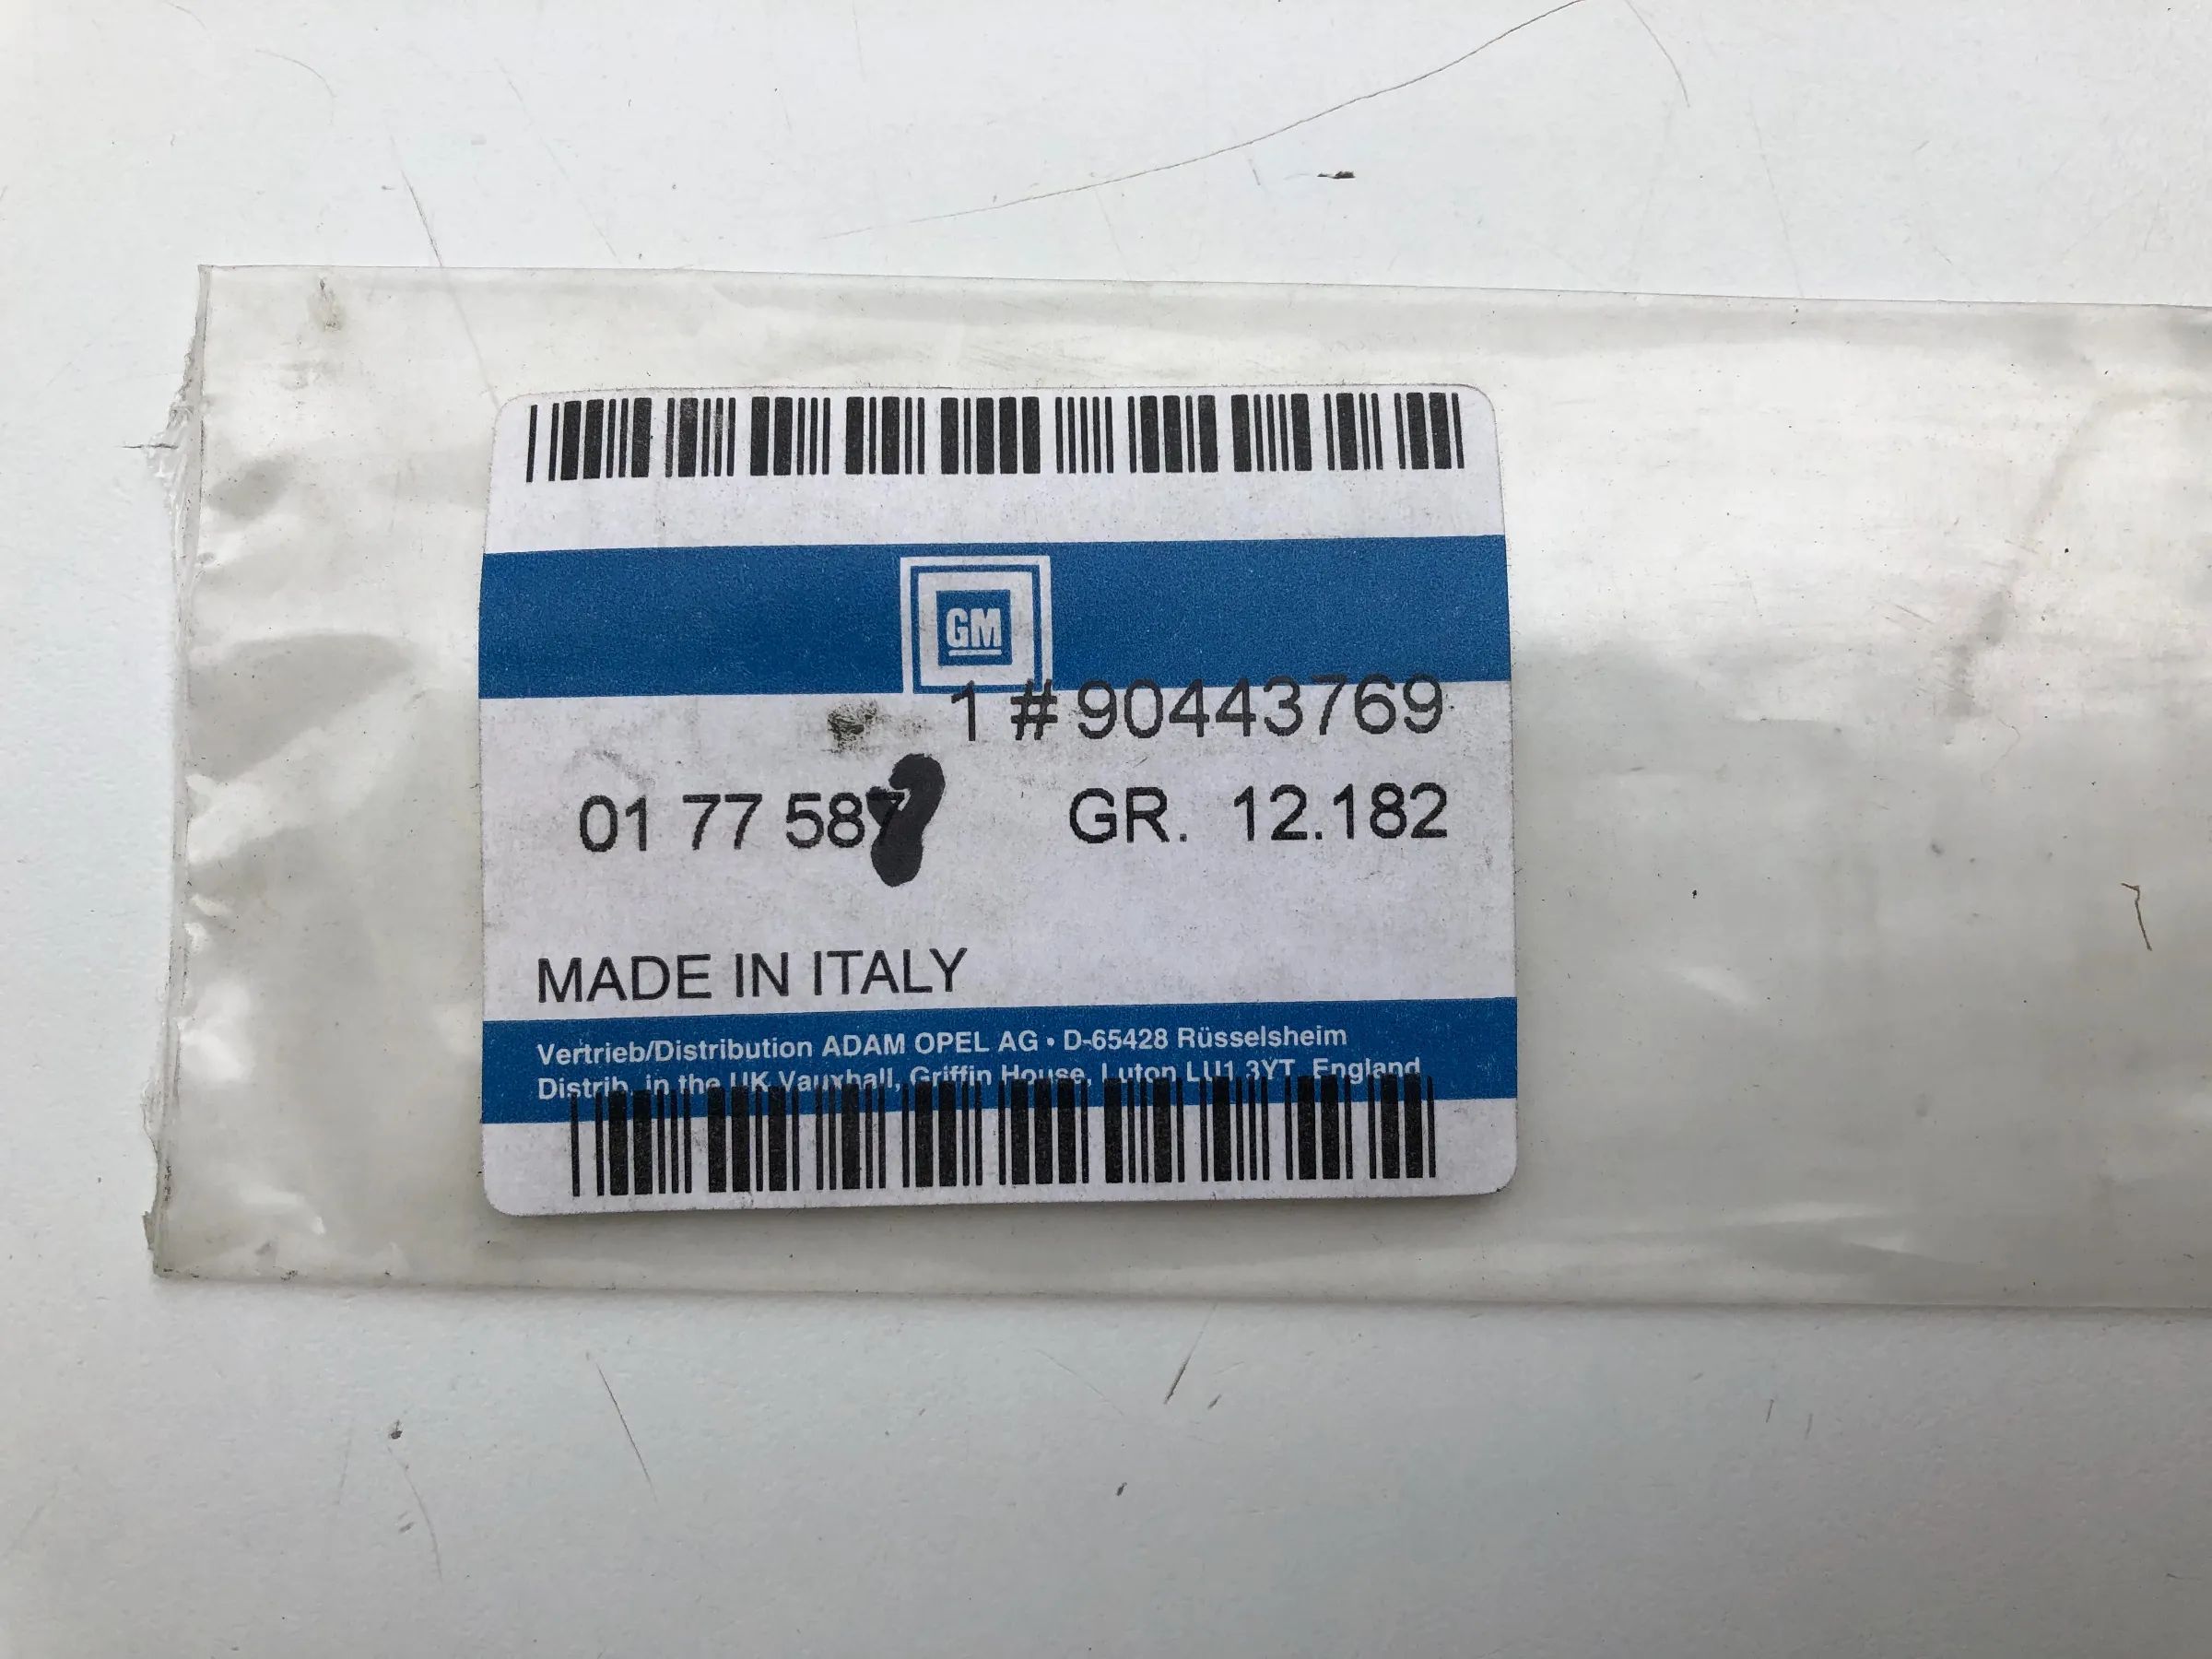 GM
1 # 90443769
01 77 587 GR. 12.182
MADE IN ITALY
Vertrieb/Distribution ADAM OPEL AG • D-65428 Rüsselsheim
Distrib. in the UK Vauxhall, Griffin House, Luton LU1 3YT, England